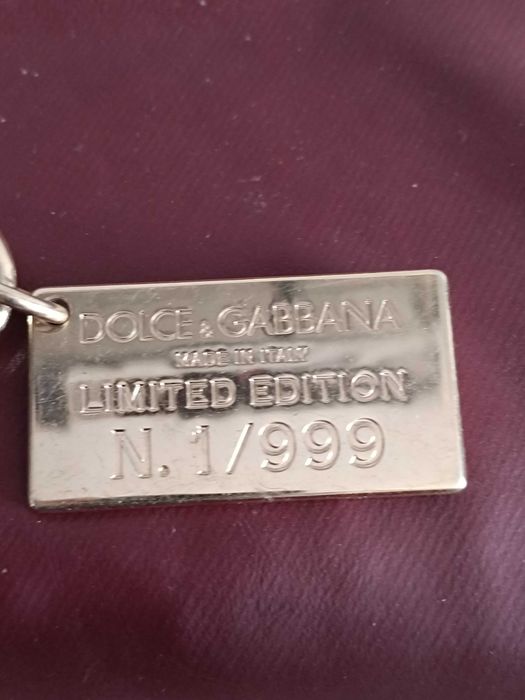 DOLCE & GABBANA
MADE IN ITALY
LIMITED EDITION
N. 1/999